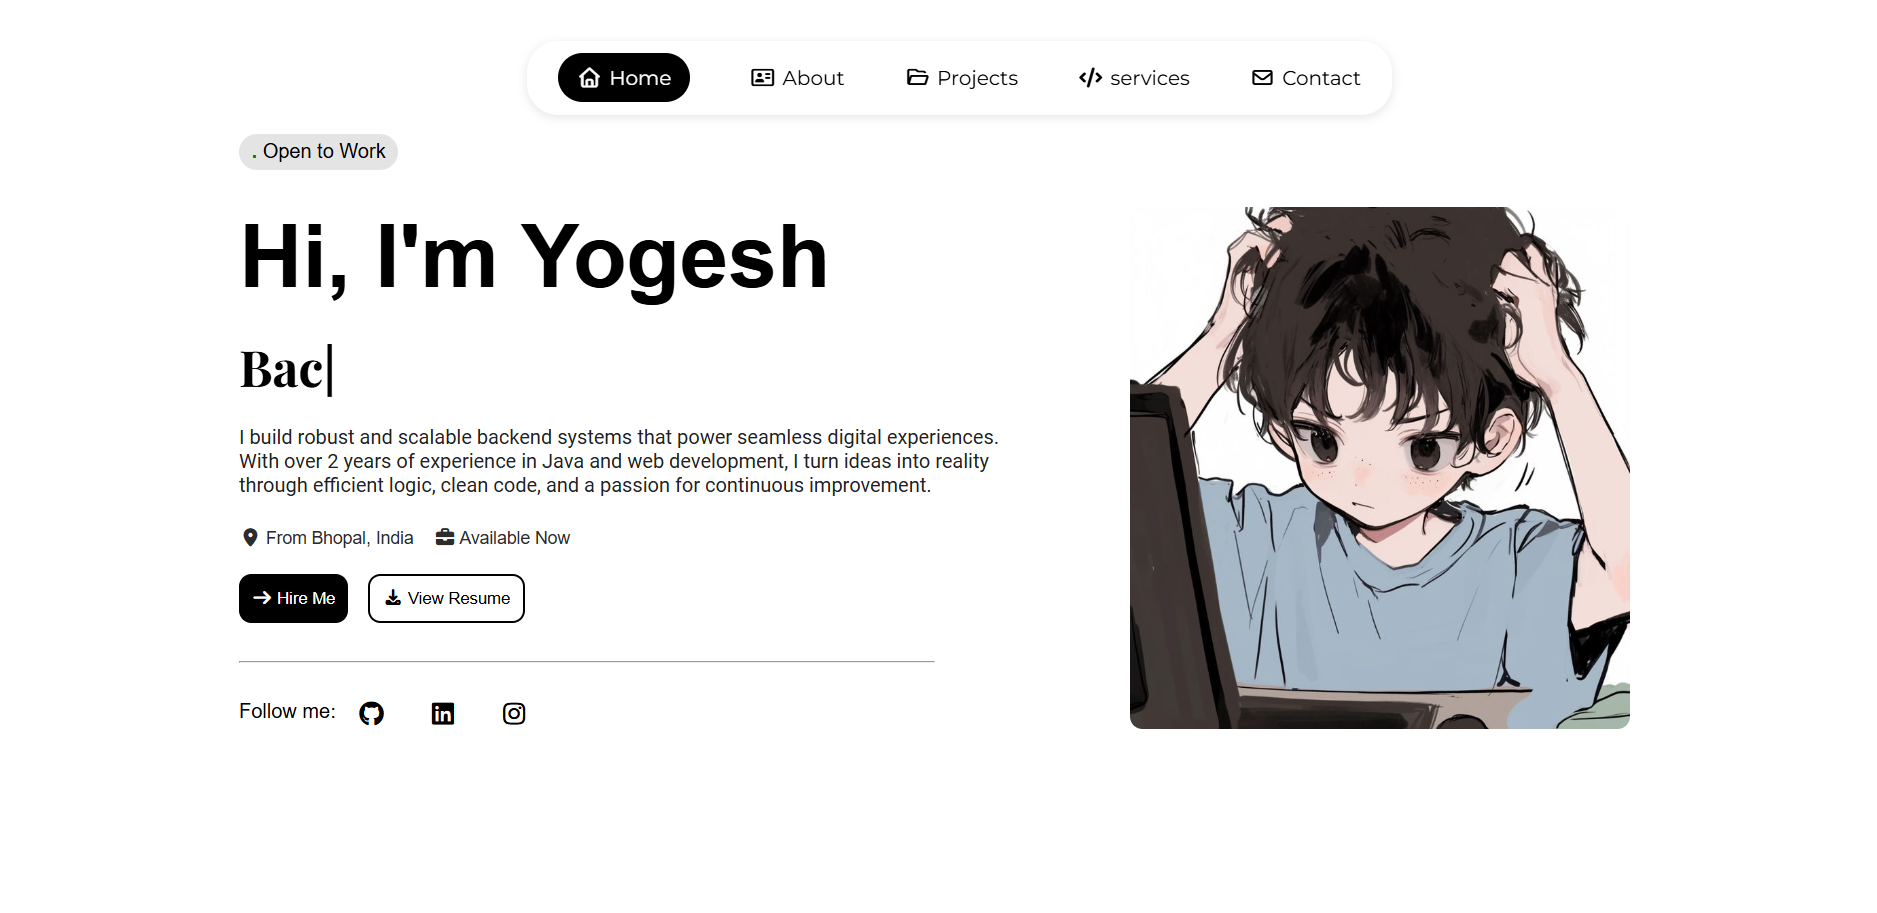 Home About Projects services Contact
. Open to Work
Hi, I'm Yogesh
Bac
I build robust and scalable backend systems that power seamless digital experiences.
With over 2 years of experience in Java and web development, I turn ideas into reality
through efficient logic, clean code, and a passion for continuous improvement.
From Bhopal, India Available Now
Hire Me View Resume
Follow me: